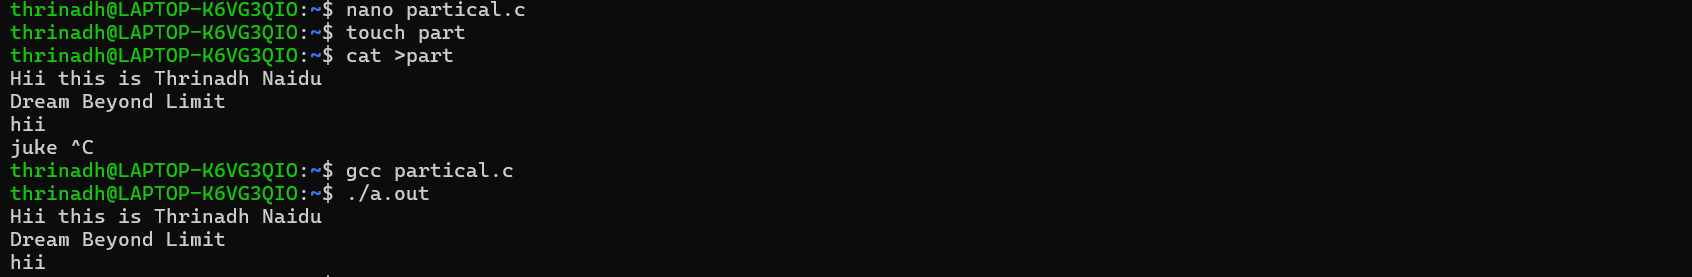 thrinadh@LAPTOP-K6VG3QIO:~$ nano partical.c
thrinadh@LAPTOP-K6VG3QIO:~$ touch part
thrinadh@LAPTOP-K6VG3QIO:~$ cat >part
Hii this is Thrinadh Naidu
Dream Beyond Limit
hii
juke ^C
thrinadh@LAPTOP-K6VG3QIO:~$ gcc partical.c
thrinadh@LAPTOP-K6VG3QIO:~$ ./a.out
Hii this is Thrinadh Naidu
Dream Beyond Limit
hii